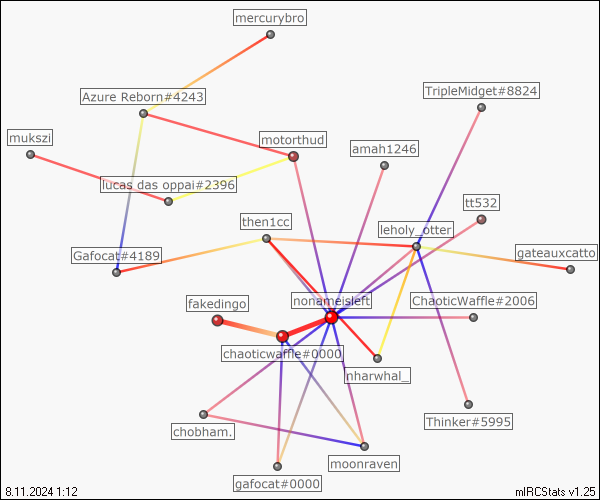 mercurybro
Azure Reborn#4243
TripleMidget#8824
mukszi
motorthud
amah1246
lucas das oppai#2396
tt532
then1cc
leholy_otter
Gafocat#4189
gateauxcatto
fakedingo
nonameisleft
ChaoticWaffle#2006
chaoticwaffle#0000
nharwhal_
chobham.
Thinker#5995
moonraven
gafocat#0000
8.11.2024 1:12
mIRCStats v1.25